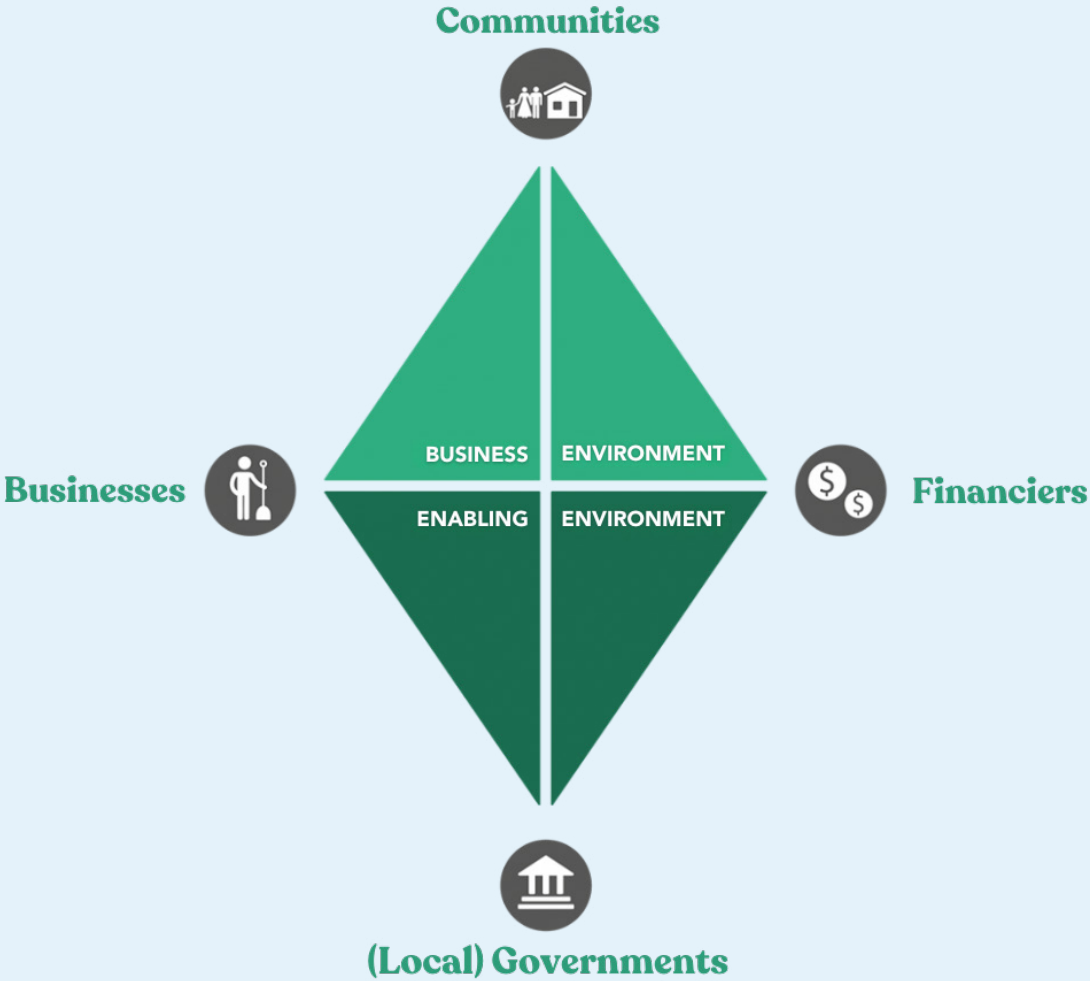 Communities
BUSINESS ENVIRONMENT
Businesses
Financiers
ENABLING ENVIRONMENT
(Local) Governments
$
$